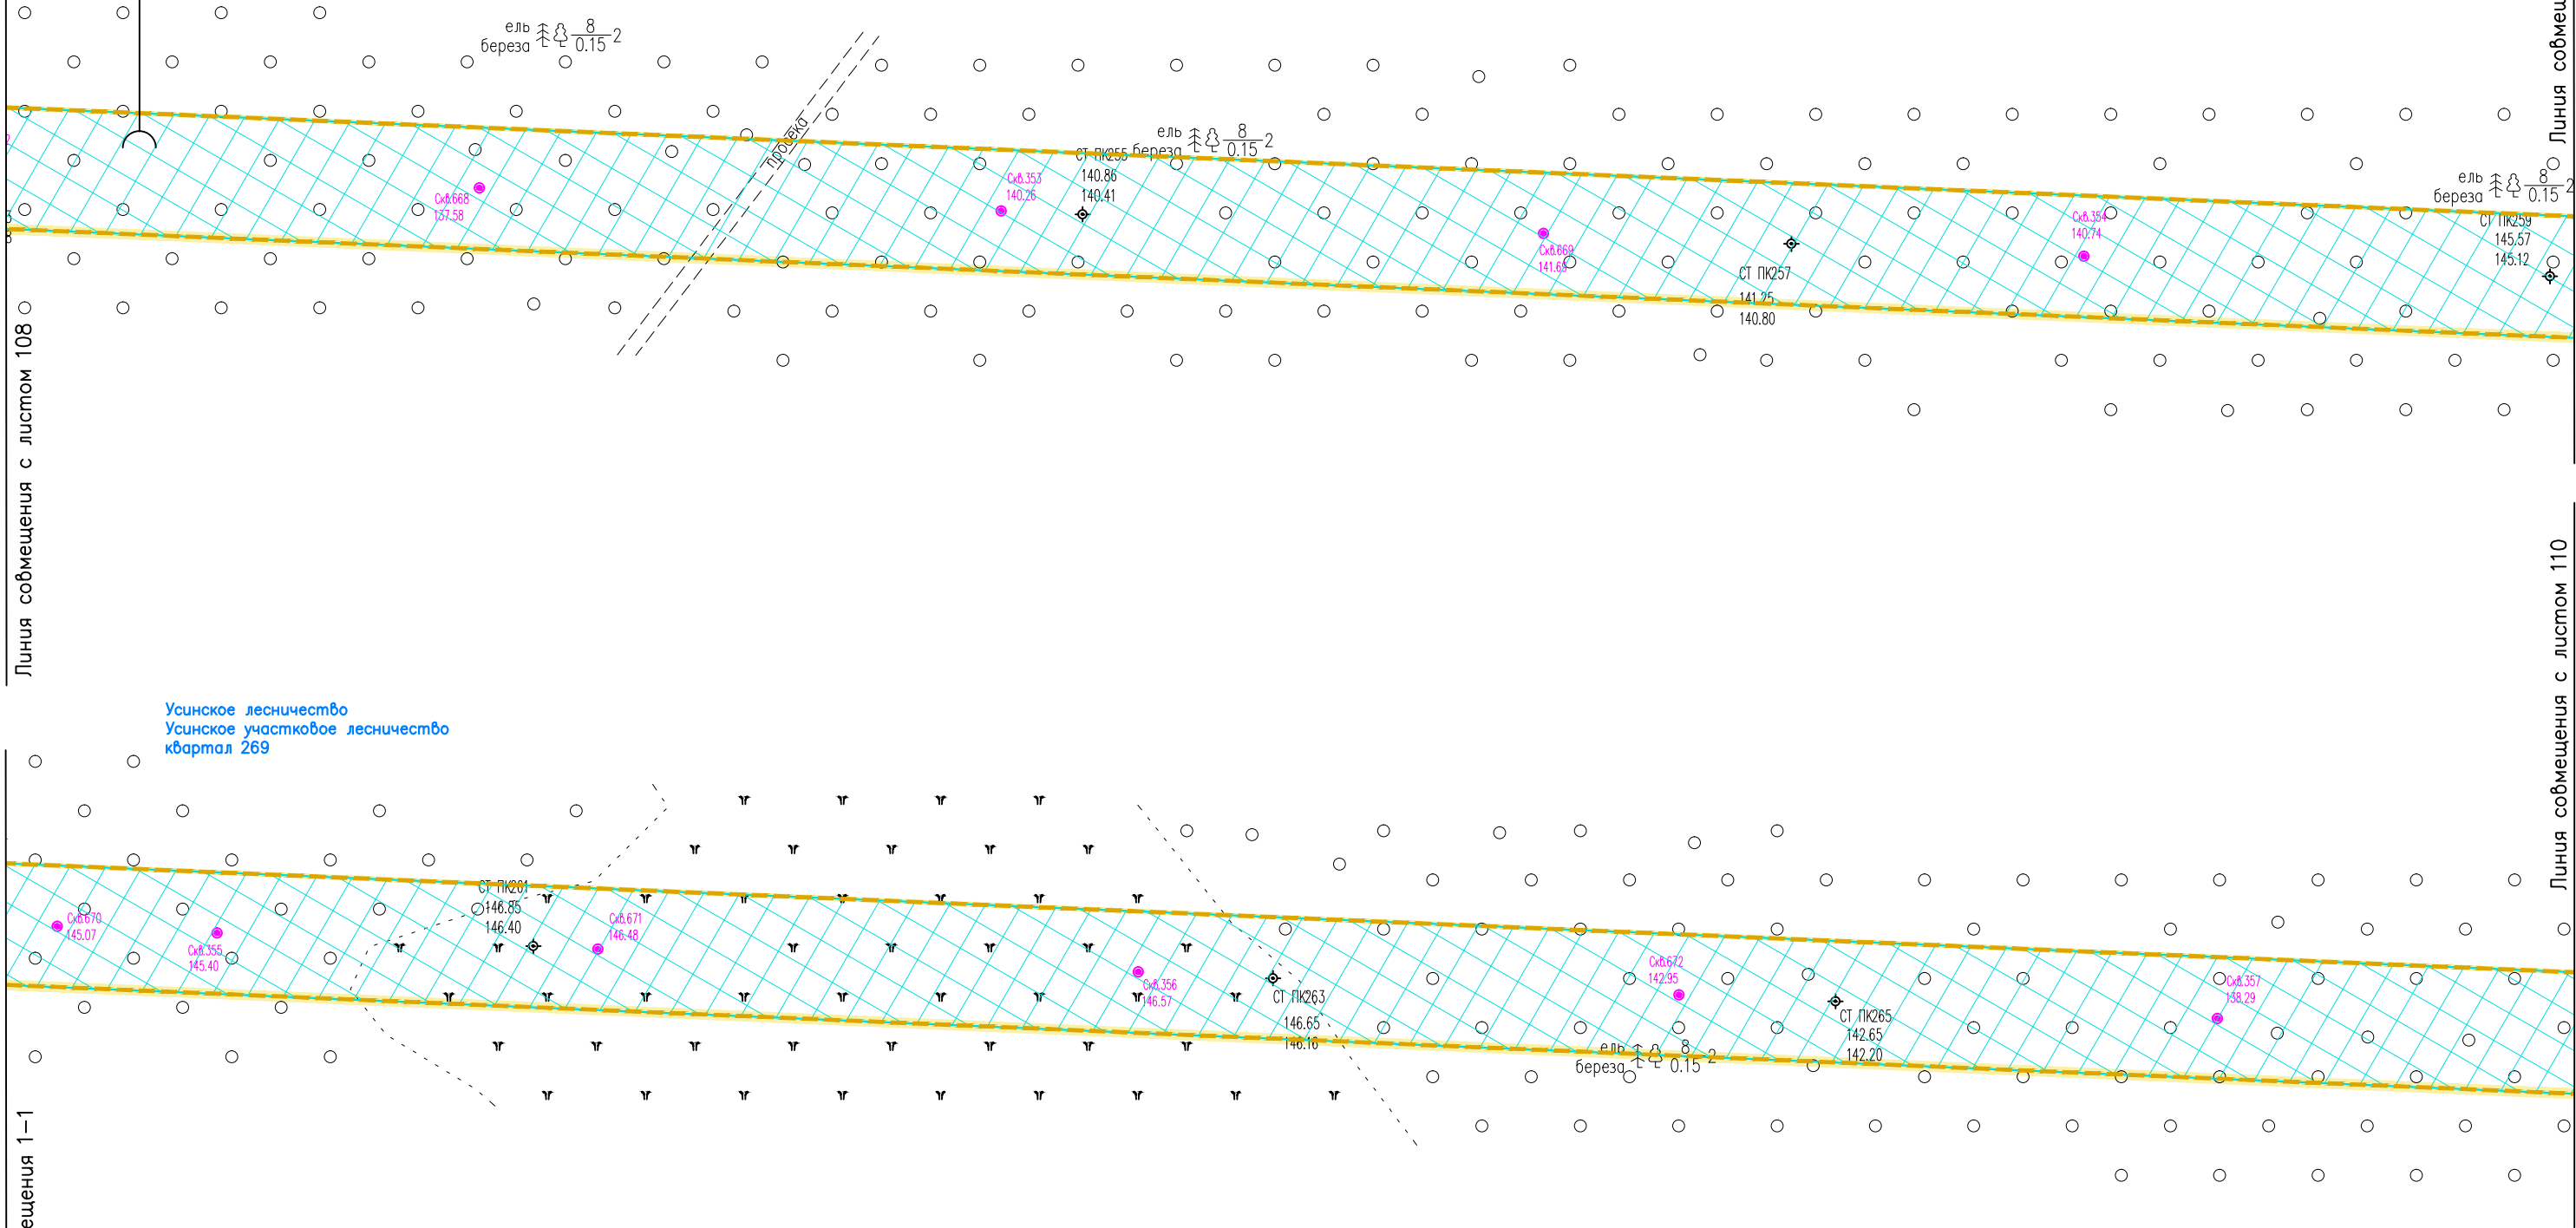 ель
береза
8
0.15
2
просека
Скв.668
137.58
Скв.353
140.26
СТ ПК255
140.86
140.41
ель
береза
8
0.15
2
Скв.669
141.69
СТ ПК257
141.25
140.80
Скв.354
140.74
ель
береза
8
0.15
2
СТ ПК259
145.57
145.12
Линия совмещения с листом 108
Линия совмещ
Линия совмещения с листом 110
Усинское лесничество
Усинское участковое лесничество
квартал 269
Скв.670
145.07
Скв.355
145.40
СТ ПК261
146.85
146.40
Скв.671
146.48
Скв.356
146.57
СТ ПК263
146.65
146.16
Скв.672
142.95
ель
береза
8
0.15
2
СТ ПК265
142.65
142.20
Скв.357
138.29
ещения 1-1